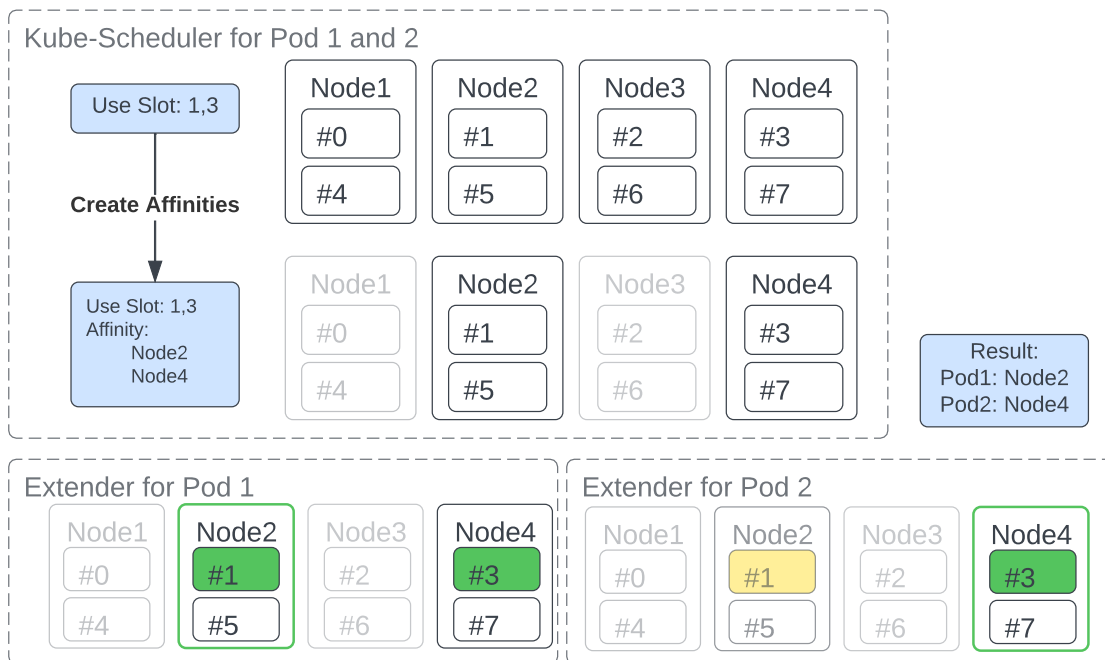 Kube-Scheduler for Pod 1 and 2
Use Slot: 1,3
Create Affinities
Use Slot: 1,3
Affinity:
Node2
Node4
Node1 Node2 Node3 Node4
#0 #1 #2 #3
#4 #5 #6 #7
Node1 Node2 Node3 Node4
#0 #1 #2 #3
#4 #5 #6 #7
Result:
Pod1: Node2
Pod2: Node4
Extender for Pod 1
Node1 Node2 Node3 Node4
#0 #1 #2 #3
#4 #5 #6 #7
Extender for Pod 2
Node1 Node2 Node3 Node4
#0 #1 #2 #3
#4 #5 #6 #7